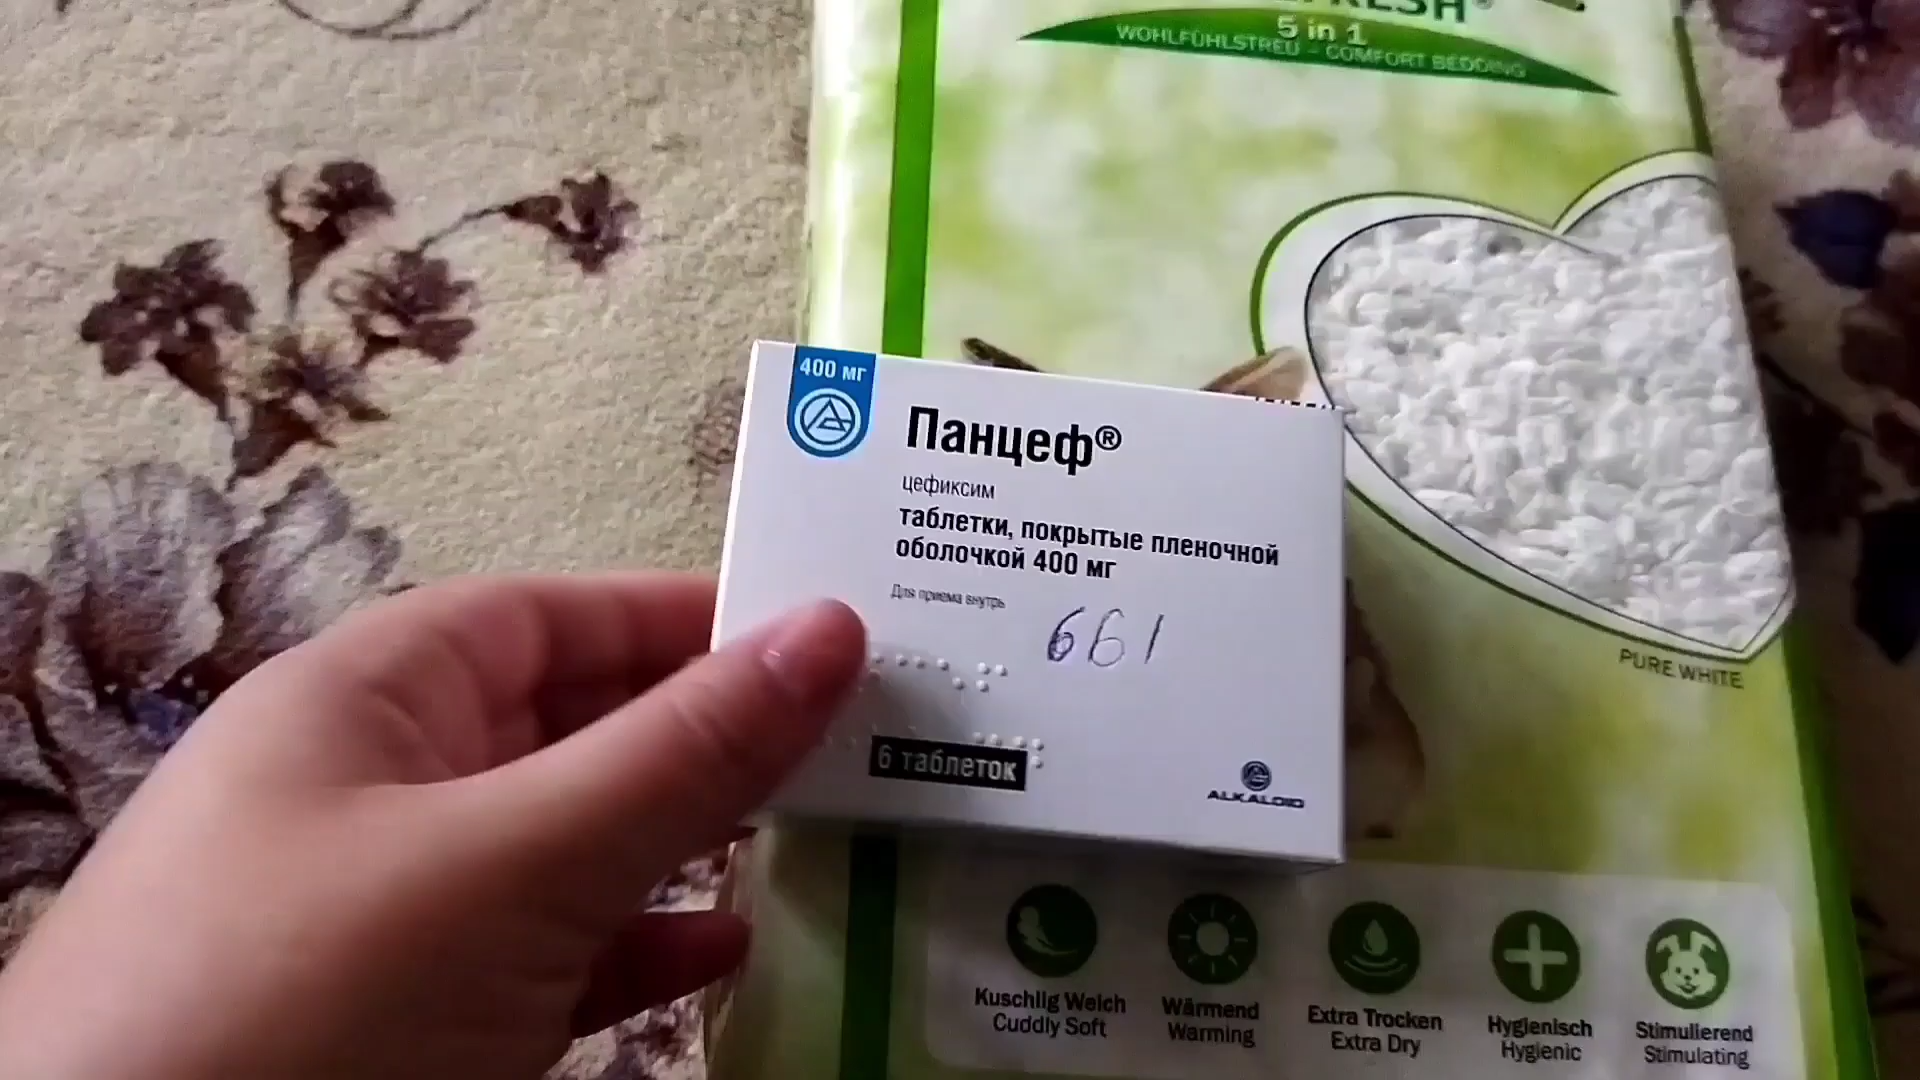 5 in 1
WOHLFÜHLSTREU - COMFORT BEDDING
400 мг
Панцеф®
цефиксим
таблетки, покрытые пленочной
оболочкой 400 мг
Для приема внутрь
661
6 таблеток
ALKALOID
PURE WHITE
Kuschlig Weich
Cuddly Soft
Wärmend
Warming
Extra Trocken
Extra Dry
Hygienisch
Hygienic
Stimulierend
Stimulating